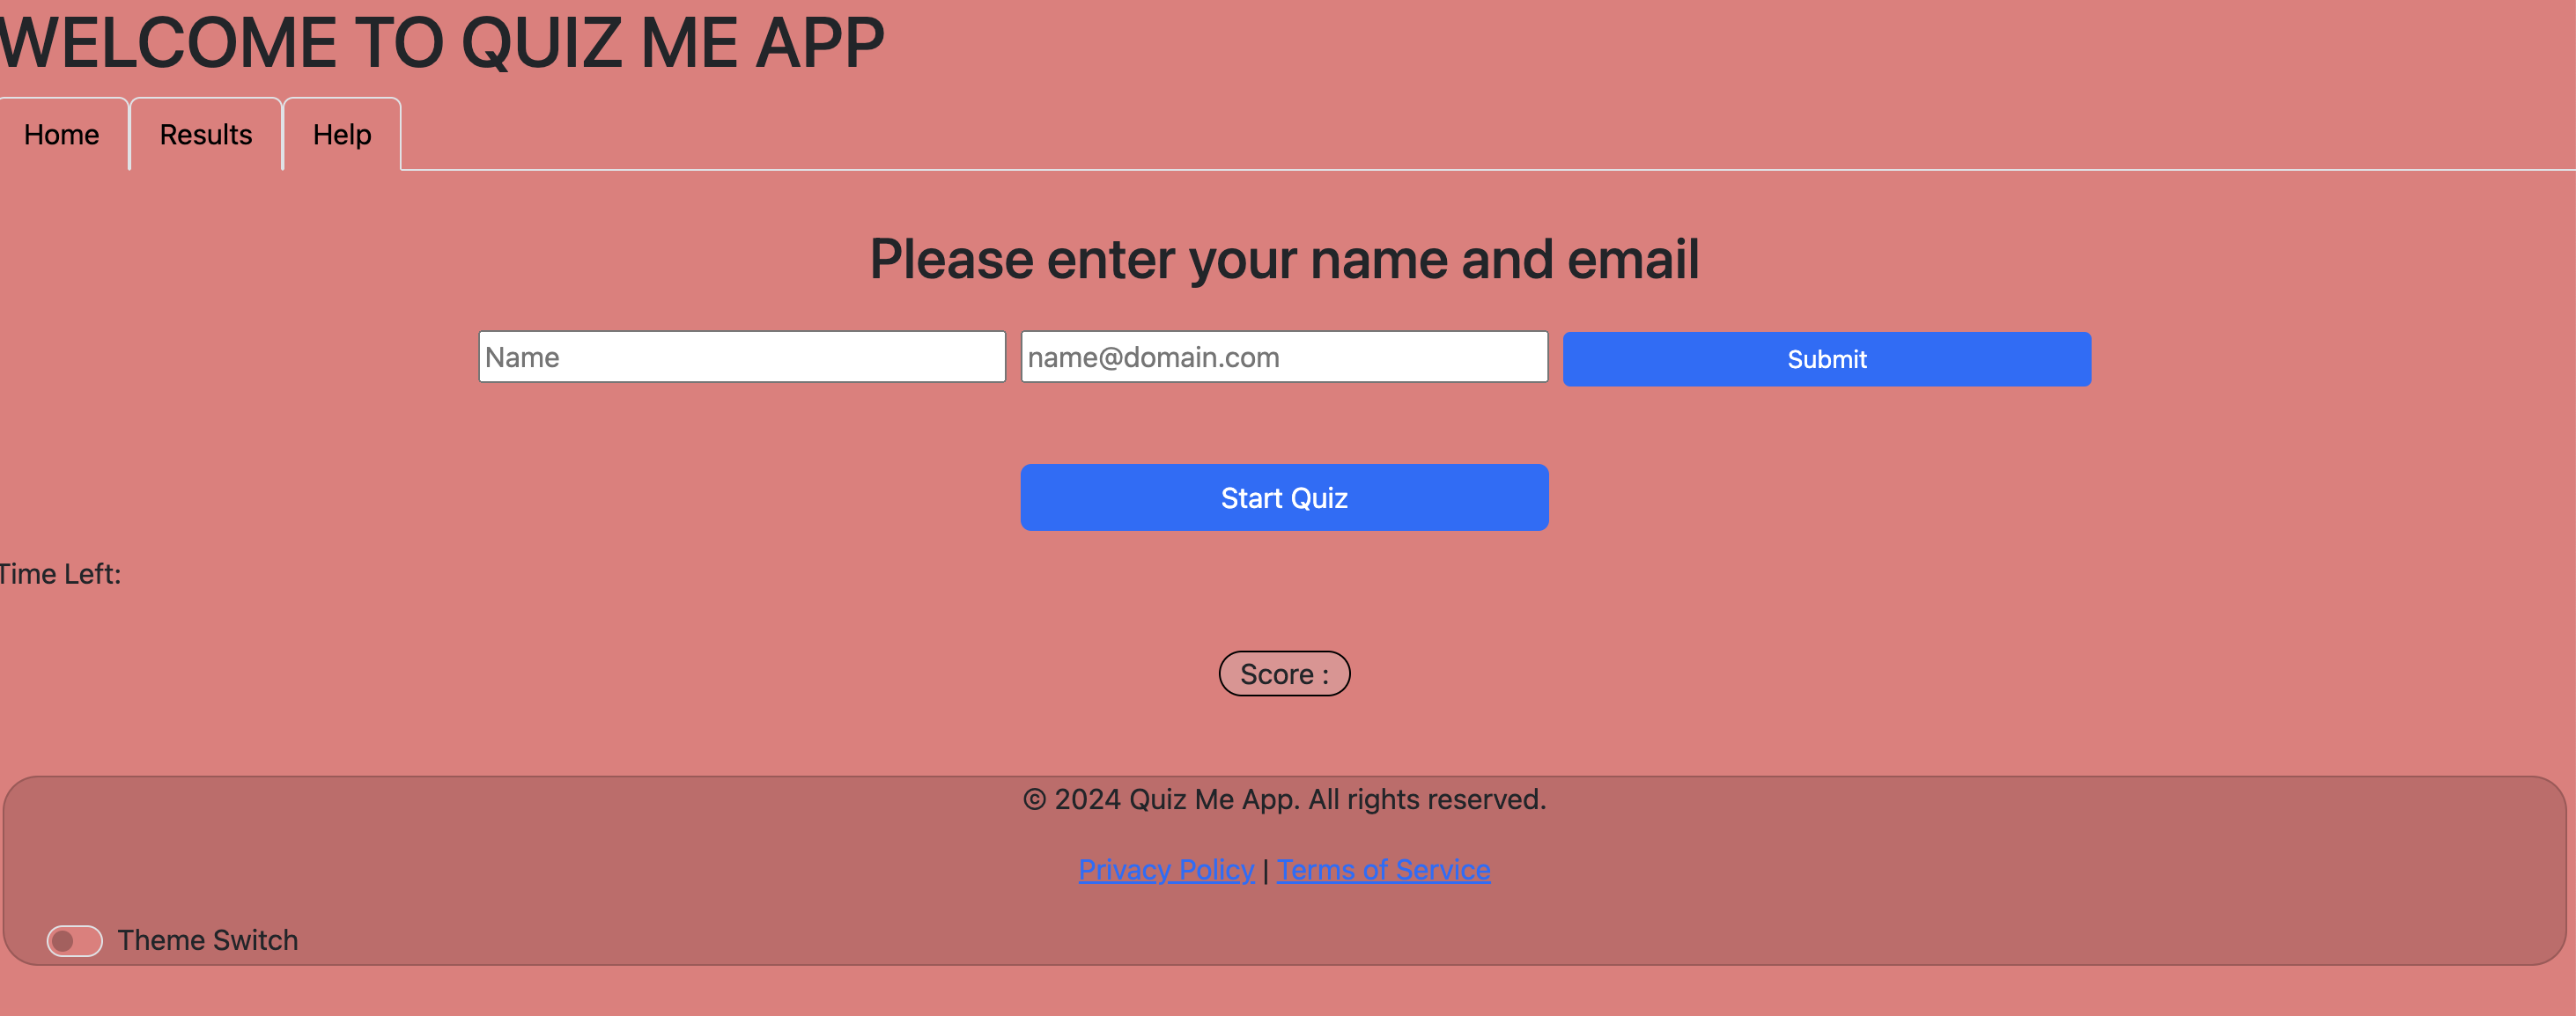 WELCOME TO QUIZ ME APP
Home Results Help
Please enter your name and email
Name name@domain.com Submit
Start Quiz
Time Left:
Score :
© 2024 Quiz Me App. All rights reserved.
Privacy Policy | Terms of Service
Theme Switch